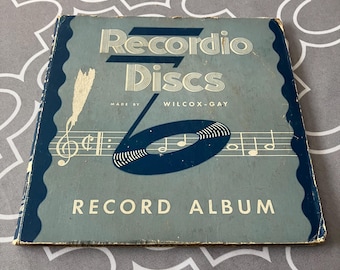 Recordio
Discs
MADE BY WILCOX-GAY
RECORD ALBUM